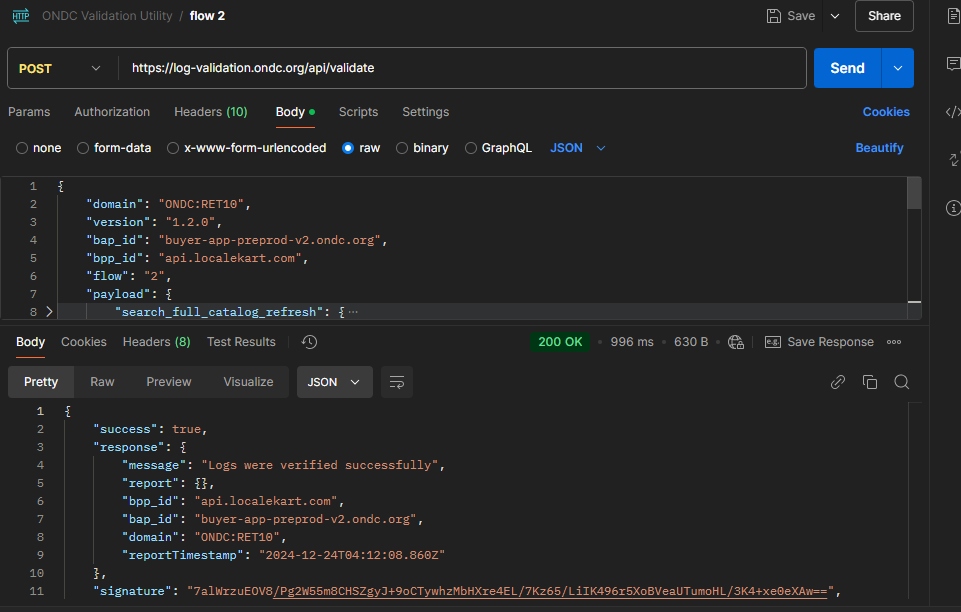 HTTP ONDC Validation Utility / flow 2 Save Share
POST https://log-validation.ondc.org/api/validate Send
Params Authorization Headers (10) Body Scripts Settings Cookies
none form-data x-www-form-urlencoded raw binary GraphQL JSON Beautify
1 {
2 "domain": "ONDC:RET10",
3 "version": "1.2.0",
4 "bap_id": "buyer-app-preprod-v2.ondc.org",
5 "bpp_id": "api.localekart.com",
6 "flow": "2",
7 "payload": {
8 "search_full_catalog_refresh": { ⋯
Body Cookies Headers (8) Test Results 200 OK • 996 ms • 630 B • e.g. Save Response
Pretty Raw Preview Visualize JSON
1 {
2 "success": true,
3 "response": {
4 "message": "Logs were verified successfully",
5 "report": {},
6 "bpp_id": "api.localekart.com",
7 "bap_id": "buyer-app-preprod-v2.ondc.org",
8 "domain": "ONDC:RET10",
9 "reportTimestamp": "2024-12-24T04:12:08.860Z"
10 },
11 "signature": "7alWrzuEOV8/Pg2W55m8CHSZgyJ+9oCTywhzMbHXre4EL/7Kz65/LiIK496r5XoBVeaUTumoHL/3K4+xe0eXAw==",